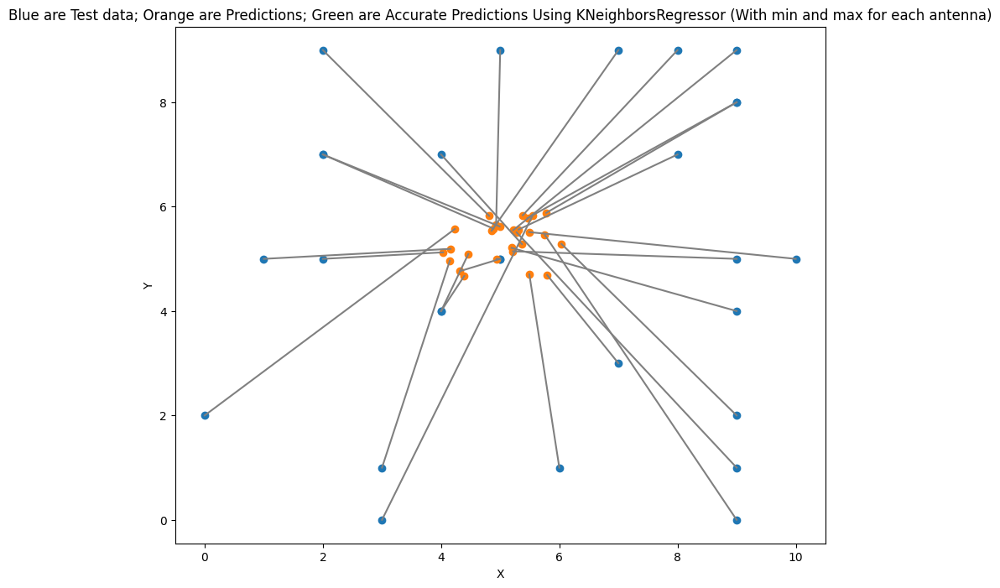 Blue are Test data; Orange are Predictions; Green are Accurate Predictions Using KNeighborsRegressor (With min and max for each antenna)
8
6
4
2
0
Y
0 2 4 6 8 10
X